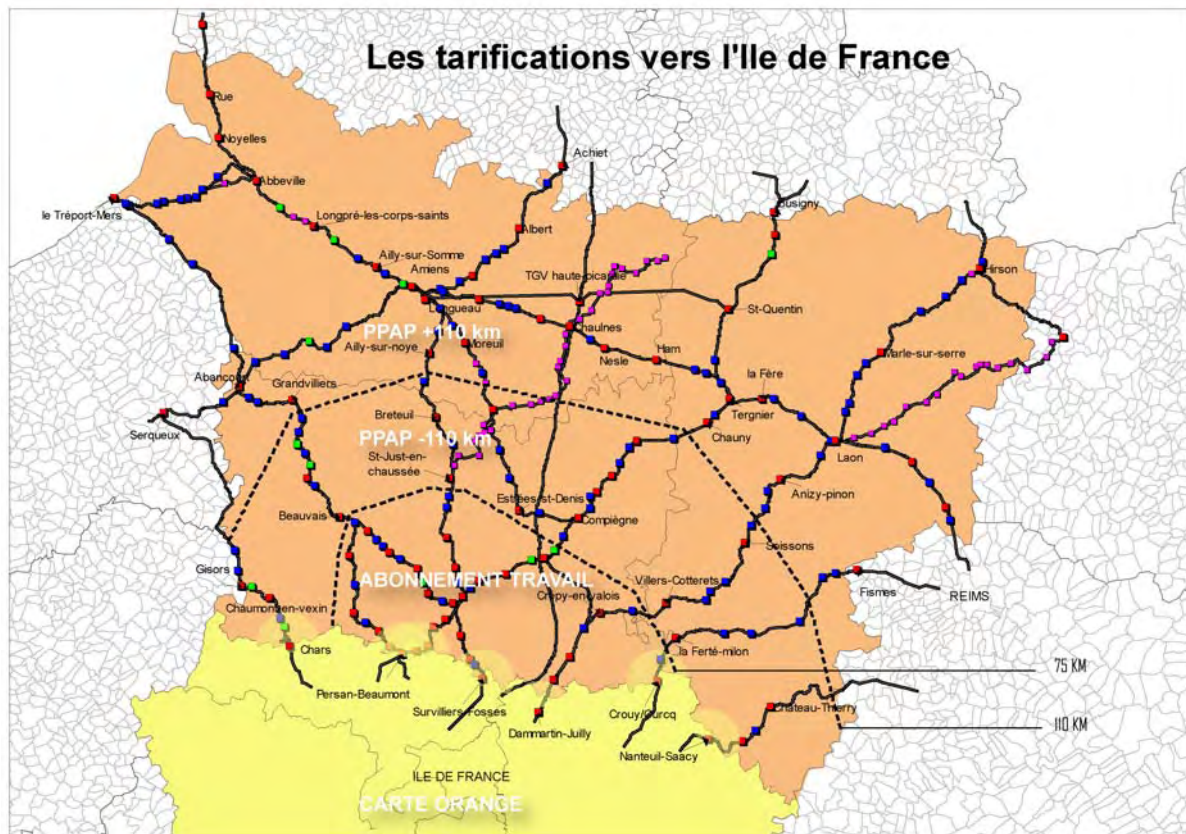 Les tarifications vers l'Ile de France
Rue
Noyelles
Abbeville
le Tréport-Mers
Longpré-les-corps-saints
Achiet
Albert
Busigny
Ailly-sur-Somme
Amiens
TGV haute-picardie
Hirson
Longueau
St-Quentin
PPAP +110 km
Chaulnes
Ailly-sur-noye
Moreuil
Nesle
Ham
Marle-sur-serre
Abancourt
Grandvilliers
la Fère
Serqueux
Breteuil
Tergnier
Chauny
PPAP -110 km
Laon
St-Just-en-
chaussée
Anizy-pinon
Estrées-st-Denis
Beauvais
Compiègne
Soissons
Gisors
ABONNEMENT TRAVAIL
Villers-Cotterets
Crépy-en-valois
Fismes
REIMS
Chaumont-en-vexin
Chars
la Ferté-milon
75 KM
Persan-Beaumont
Survilliers-Fosses
Crouy/Ourcq
Château-Thierry
110 KM
Dammartin-Juilly
Nanteuil-Saacy
ILE DE FRANCE
CARTE ORANGE